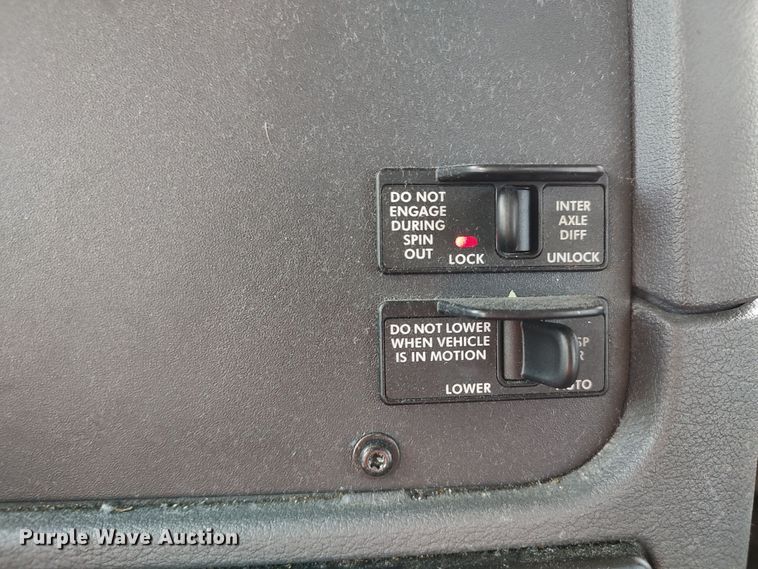 DO NOT
ENGAGE
DURING
SPIN
OUT
LOCK
INTER
AXLE
DIFF
UNLOCK
DO NOT LOWER
WHEN VEHICLE
IS IN MOTION
LOWER
Purple Wave Auction